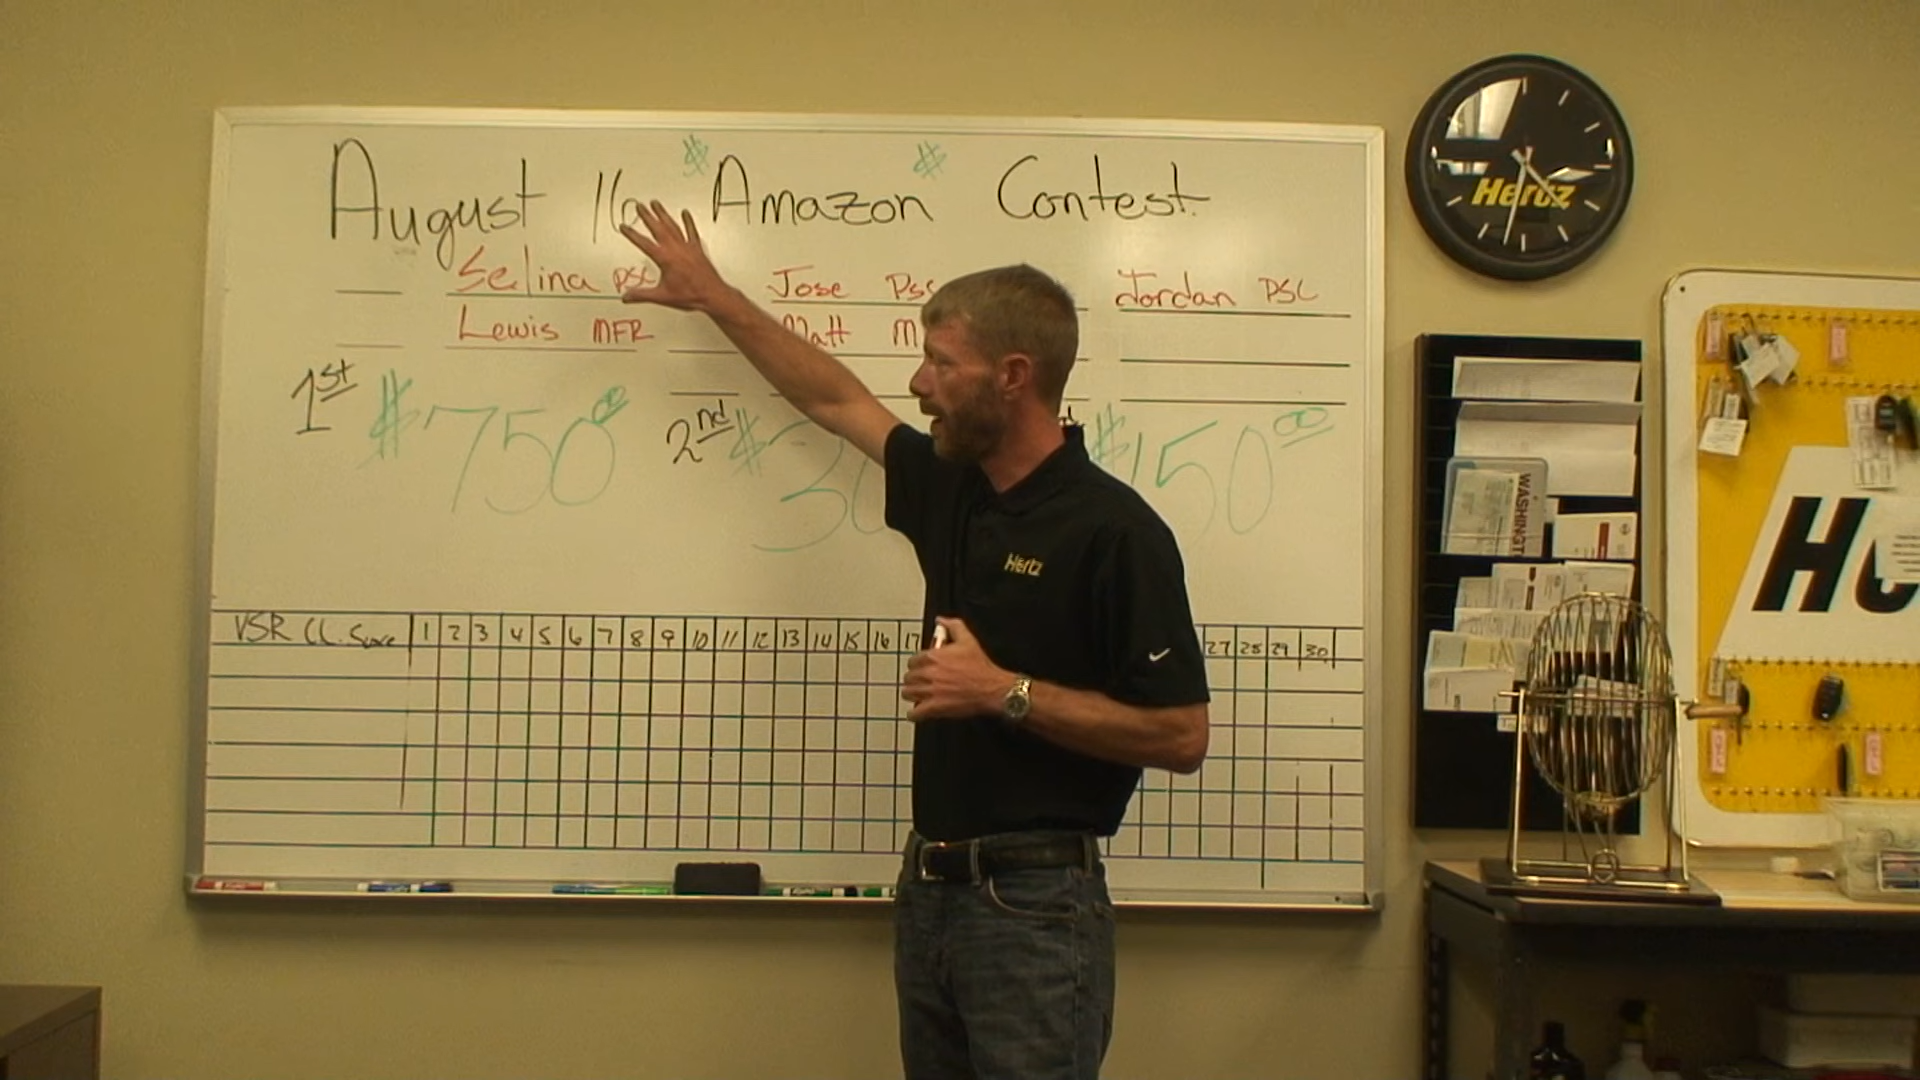 August 16 $ Amazon $ Contest
Selina PSC
Jose
Jordan PSC
Lewis MFR
1st $750 00
2nd $
$150 00
VSR CL. Score 1 2 3 4 5 6 7 8 9 10 11 12 13 14 15 16 17 27 28 29 30
Hertz
Hertz
WASHINGT
H